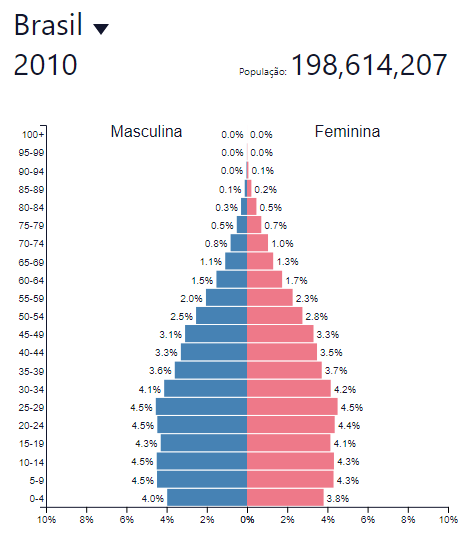 Brasil
2010 População: 198,614,207
Masculina Feminina
100+ 0.0% 0.0%
95-99 0.0% 0.0%
90-94 0.0% 0.1%
85-89 0.1% 0.2%
80-84 0.3% 0.5%
75-79 0.5% 0.7%
70-74 0.8% 1.0%
65-69 1.1% 1.3%
60-64 1.5% 1.7%
55-59 2.0% 2.3%
50-54 2.5% 2.8%
45-49 3.1% 3.3%
40-44 3.3% 3.5%
35-39 3.6% 3.7%
30-34 4.1% 4.2%
25-29 4.5% 4.5%
20-24 4.5% 4.4%
15-19 4.3% 4.1%
10-14 4.5% 4.3%
5-9 4.5% 4.3%
0-4 4.0% 3.8%
10% 8% 6% 4% 2% 0% 2% 4% 6% 8% 10%